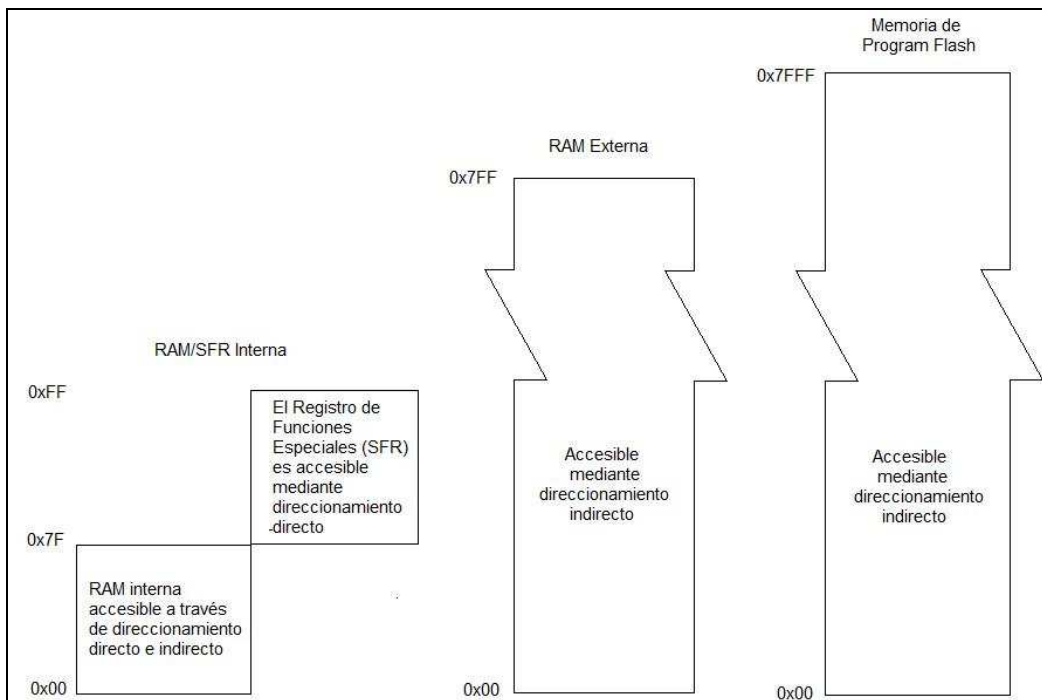 Memoria de
Program Flash
0x7FFF
RAM Externa
0x7FF
RAM/SFR Interna
0xFF
El Registro de
Funciones
Especiales (SFR)
es accesible
mediante
direccionamiento
-directo
0x7F
RAM interna
accesible a través
de direccionamiento
directo e indirecto
0x00
Accesible
mediante
direccionamiento
indirecto
0x00
Accesible
mediante
direccionamiento
indirecto
0x00